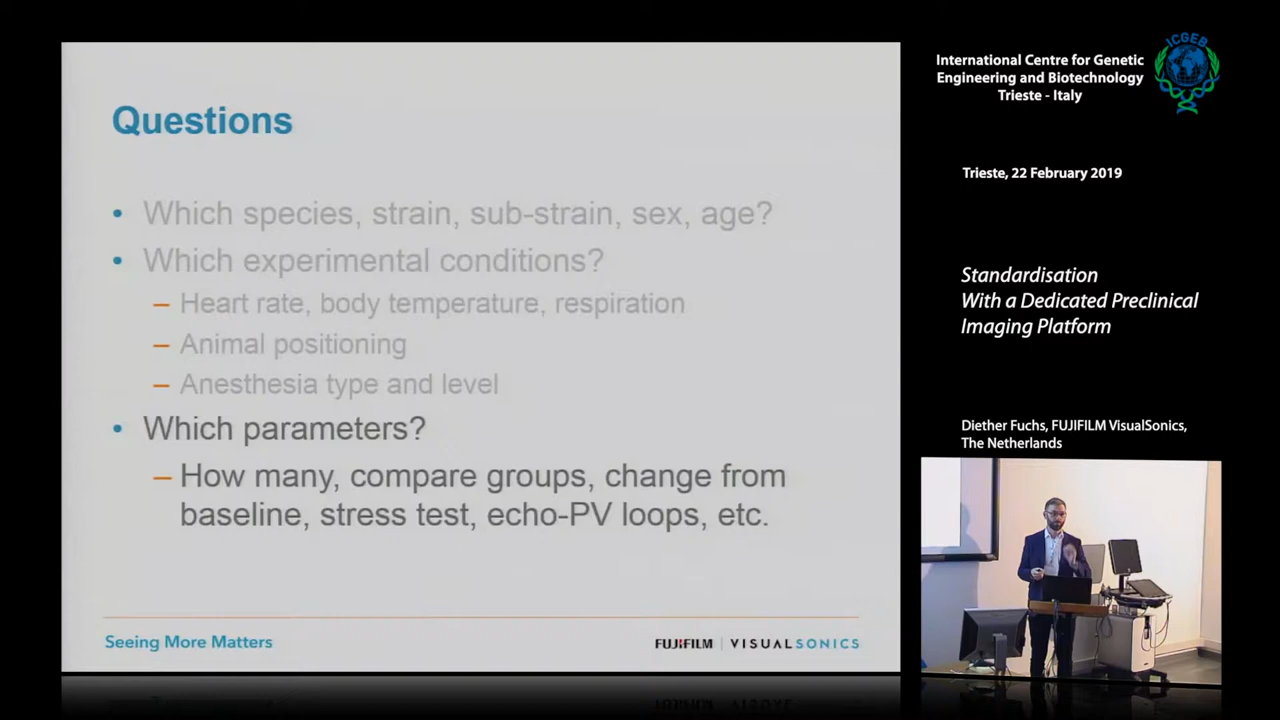 Questions
• Which species, strain, sub-strain, sex, age?
• Which experimental conditions?
– Heart rate, body temperature, respiration
– Animal positioning
– Anesthesia type and level
• Which parameters?
– How many, compare groups, change from
baseline, stress test, echo-PV loops, etc.
Seeing More Matters
FUJIFILM | VISUALSONICS
International Centre for Genetic
Engineering and Biotechnology
Trieste - Italy
ICGEB
Trieste, 22 February 2019
Standardisation
With a Dedicated Preclinical
Imaging Platform
Diether Fuchs, FUJIFILM VisualSonics,
The Netherlands